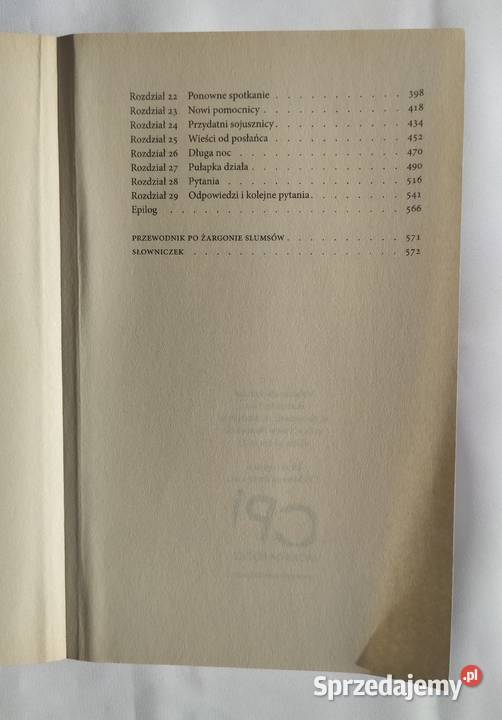 Rozdział 22 Ponowne spotkanie . . . . . . . . . . . 398
Rozdział 23 Nowi pomocnicy . . . . . . . . . . . . 418
Rozdział 24 Przydatni sojusznicy . . . . . . . . . . . 434
Rozdział 25 Wieści od posłańca . . . . . . . . . . . 452
Rozdział 26 Długa noc . . . . . . . . . . . . . . 470
Rozdział 27 Pułapka działa . . . . . . . . . . . . . 490
Rozdział 28 Pytania . . . . . . . . . . . . . . . 516
Rozdział 29 Odpowiedzi i kolejne pytania . . . . . . . . 541
Epilog . . . . . . . . . . . . . . . . . . . 566
PRZEWODNIK PO ŻARGONIE SLUMSÓW . . . . . . . . . 571
SŁOWNICZEK . . . . . . . . . . . . . . . . . 572
CPi
Sprzedajemy.pl